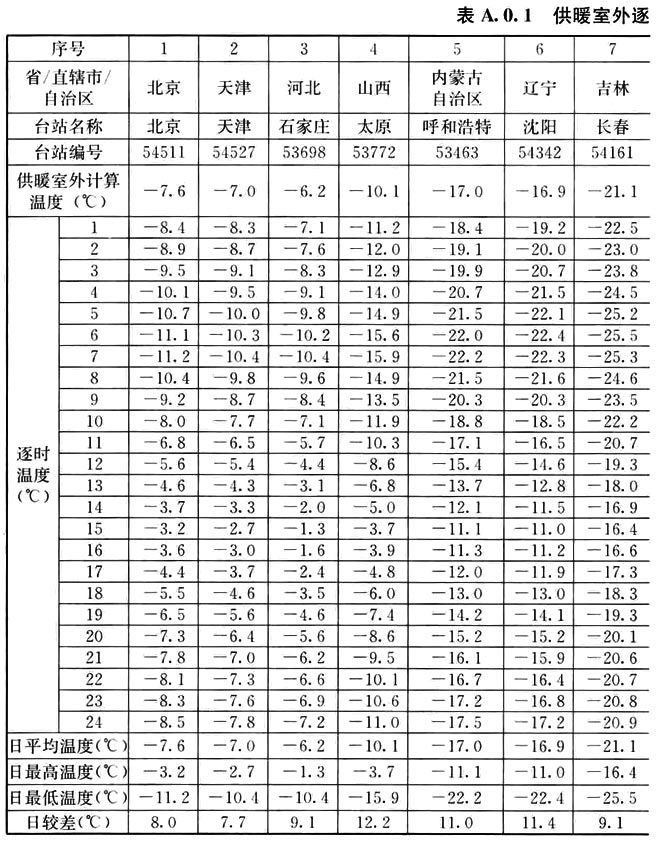 表 A.0.1 供暖室外逐
序号 1 2 3 4 5 6 7
省/直辖市/自治区 北京 天津 河北 山西 内蒙古自治区 辽宁 吉林
台站名称 北京 天津 石家庄 太原 呼和浩特 沈阳 长春
台站编号 54511 54527 53698 53772 53463 54342 54161
供暖室外计算温度（℃） −7.6 −7.0 −6.2 −10.1 −17.0 −16.9 −21.1
逐时温度（℃）
1 −8.4 −8.3 −7.1 −11.2 −18.4 −19.2 −22.5
2 −8.9 −8.7 −7.6 −12.0 −19.1 −20.0 −23.0
3 −9.5 −9.1 −8.3 −12.9 −19.9 −20.7 −23.8
4 −10.1 −9.5 −9.1 −14.0 −20.7 −21.5 −24.5
5 −10.7 −10.0 −9.8 −14.9 −21.5 −22.1 −25.2
6 −11.1 −10.3 −10.2 −15.6 −22.0 −22.4 −25.5
7 −11.2 −10.4 −10.4 −15.9 −22.2 −22.3 −25.3
8 −10.4 −9.8 −9.6 −14.9 −21.5 −21.6 −24.6
9 −9.2 −8.7 −8.4 −13.5 −20.3 −20.3 −23.5
10 −8.0 −7.7 −7.1 −11.9 −18.8 −18.5 −22.2
11 −6.8 −6.5 −5.7 −10.3 −17.1 −16.5 −20.7
12 −5.6 −5.4 −4.4 −8.6 −15.4 −14.6 −19.3
13 −4.6 −4.3 −3.1 −6.8 −13.7 −12.8 −18.0
14 −3.7 −3.3 −2.0 −5.0 −12.1 −11.5 −16.9
15 −3.2 −2.7 −1.3 −3.7 −11.1 −11.0 −16.4
16 −3.6 −3.0 −1.6 −3.9 −11.3 −11.2 −16.6
17 −4.4 −3.7 −2.4 −4.8 −12.0 −11.9 −17.3
18 −5.5 −4.6 −3.5 −6.0 −13.0 −13.0 −18.3
19 −6.5 −5.6 −4.6 −7.4 −14.2 −14.1 −19.3
20 −7.3 −6.4 −5.6 −8.6 −15.2 −15.2 −20.1
21 −7.8 −7.0 −6.2 −9.5 −16.1 −15.9 −20.6
22 −8.1 −7.3 −6.6 −10.1 −16.7 −16.4 −20.7
23 −8.3 −7.6 −6.9 −10.6 −17.2 −16.8 −20.8
24 −8.5 −7.8 −7.2 −11.0 −17.5 −17.2 −20.9
日平均温度(℃) −7.6 −7.0 −6.2 −10.1 −17.0 −16.9 −21.1
日最高温度(℃) −3.2 −2.7 −1.3 −3.7 −11.1 −11.0 −16.4
日最低温度(℃) −11.2 −10.4 −10.4 −15.9 −22.2 −22.4 −25.5
日较差(℃) 8.0 7.7 9.1 12.2 11.0 11.4 9.1